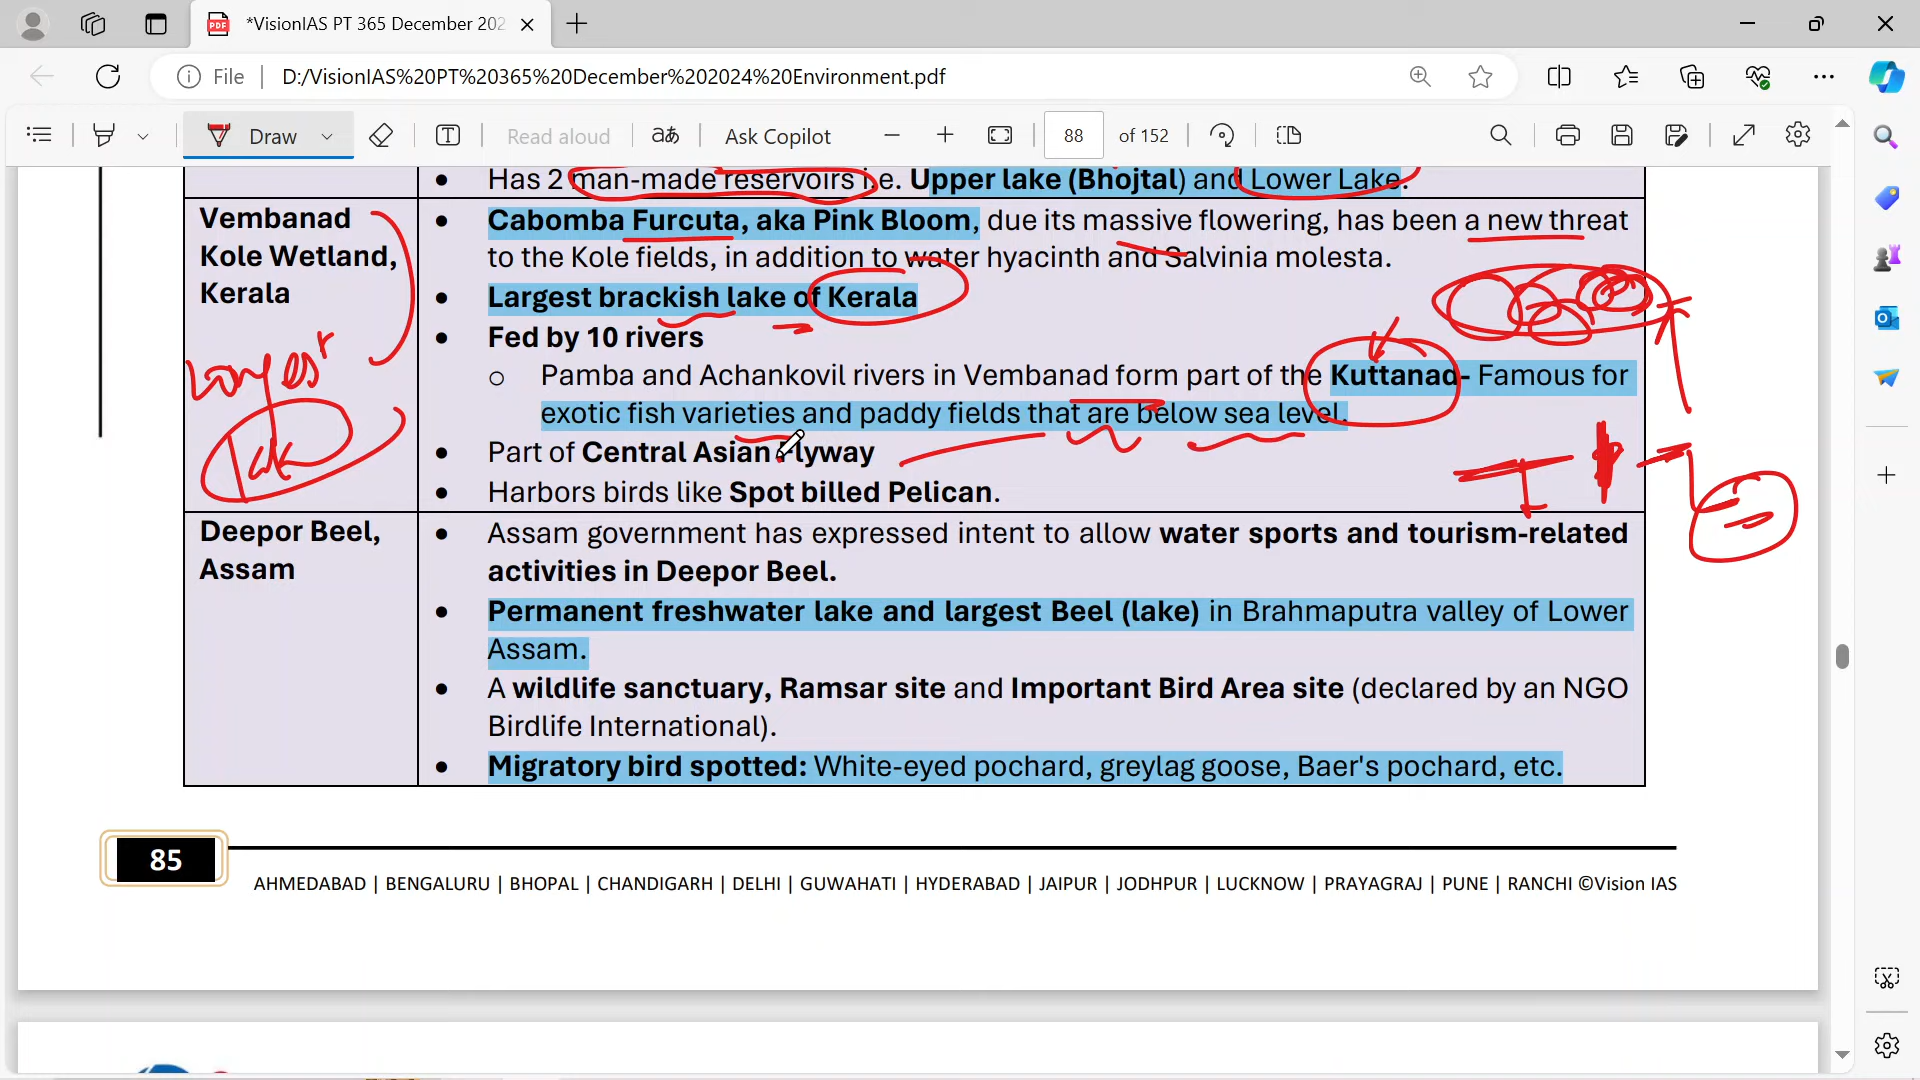 *VisionIAS PT 365 December 202
File
D:/VisionIAS%20PT%20365%20December%202024%20Environment.pdf
Draw
Read aloud
aあ
Ask Copilot
88
of 152
• Has 2 man-made reservoirs i.e. Upper lake (Bhojtal) and Lower Lake.
Vembanad
Kole Wetland,
Kerala
• Cabomba Furcuta, aka Pink Bloom, due its massive flowering, has been a new threat
to the Kole fields, in addition to water hyacinth and Salvinia molesta.
• Largest brackish lake of Kerala
• Fed by 10 rivers
o Pamba and Achankovil rivers in Vembanad form part of the Kuttanad- Famous for
exotic fish varieties and paddy fields that are below sea level.
• Part of Central Asian Flyway
• Harbors birds like Spot billed Pelican.
Longest
Lak
Deepor Beel,
Assam
• Assam government has expressed intent to allow water sports and tourism-related
activities in Deepor Beel.
• Permanent freshwater lake and largest Beel (lake) in Brahmaputra valley of Lower
Assam.
• A wildlife sanctuary, Ramsar site and Important Bird Area site (declared by an NGO
Birdlife International).
• Migratory bird spotted: White-eyed pochard, greylag goose, Baer's pochard, etc.
85
AHMEDABAD | BENGALURU | BHOPAL | CHANDIGARH | DELHI | GUWAHATI | HYDERABAD | JAIPUR | JODHPUR | LUCKNOW | PRAYAGRAJ | PUNE | RANCHI ©Vision IAS